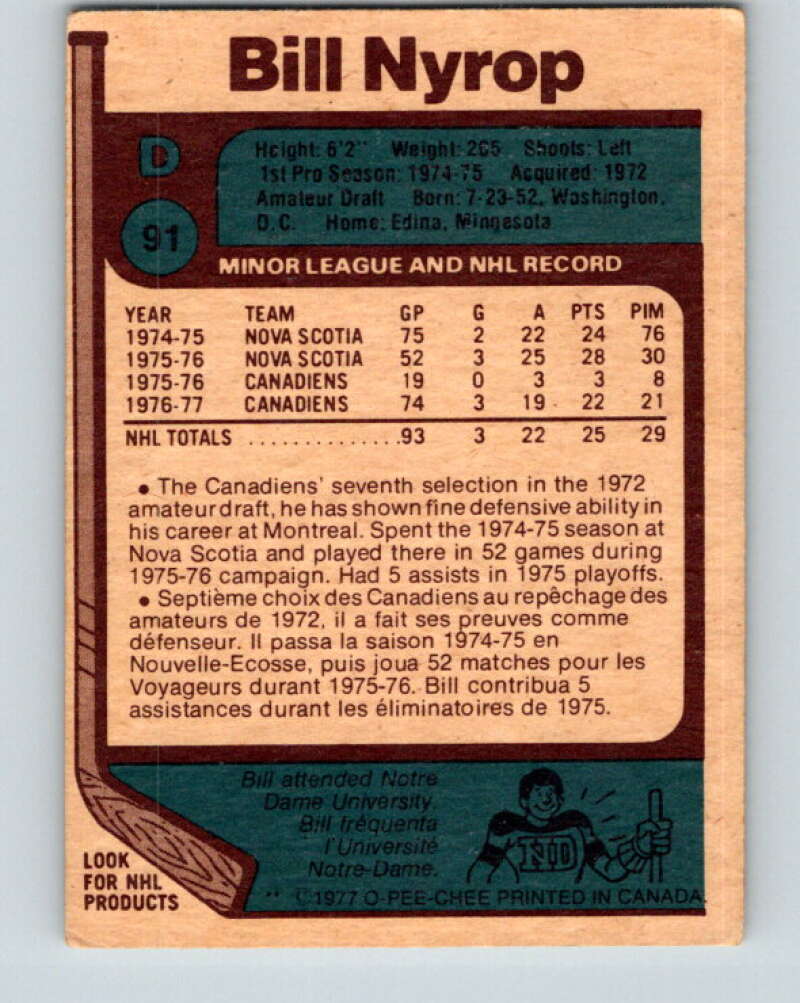 Bill Nyrop
D
Height: 6'2" Weight: 205 Shoots: Left
1st Pro Season: 1974-75 Acquired: 1972
Amateur Draft Born: 7-23-52, Washington,
D.C. Home: Edina, Minnesota
91
MINOR LEAGUE AND NHL RECORD
YEAR TEAM GP G A PTS PIM
1974-75 NOVA SCOTIA 75 2 22 24 76
1975-76 NOVA SCOTIA 52 3 25 28 30
1975-76 CANADIENS 19 0 3 3 8
1976-77 CANADIENS 74 3 19 22 21
NHL TOTALS ..............93 3 22 25 29
• The Canadiens' seventh selection in the 1972
amateur draft, he has shown fine defensive ability in
his career at Montreal. Spent the 1974-75 season at
Nova Scotia and played there in 52 games during
1975-76 campaign. Had 5 assists in 1975 playoffs.
• Septième choix des Canadiens au repêchage des
amateurs de 1972, il a fait ses preuves comme
défenseur. Il passa la saison 1974-75 en
Nouvelle-Ecosse, puis joua 52 matches pour les
Voyageurs durant 1975-76. Bill contribua 5
assistances durant les éliminatoires de 1975.
Bill attended Notre
Dame University.
Bill fréquenta
l'Université
Notre-Dame.
ND
LOOK
FOR NHL
PRODUCTS
** ©1977 O-PEE-CHEE PRINTED IN CANADA.